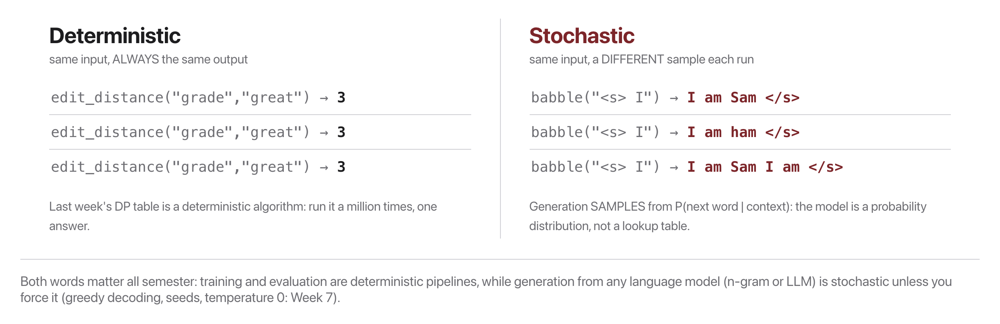 Deterministic
same input, ALWAYS the same output
edit_distance("grade","great") → 3
edit_distance("grade","great") → 3
edit_distance("grade","great") → 3
Last week's DP table is a deterministic algorithm: run it a million times, one
answer.
Stochastic
same input, a DIFFERENT sample each run
babble("<s> I") → I am Sam </s>
babble("<s> I") → I am ham </s>
babble("<s> I") → I am Sam I am </s>
Generation SAMPLES from P(next word | context): the model is a probability
distribution, not a lookup table.
Both words matter all semester: training and evaluation are deterministic pipelines, while generation from any language model (n-gram or LLM) is stochastic unless you
force it (greedy decoding, seeds, temperature 0: Week 7).